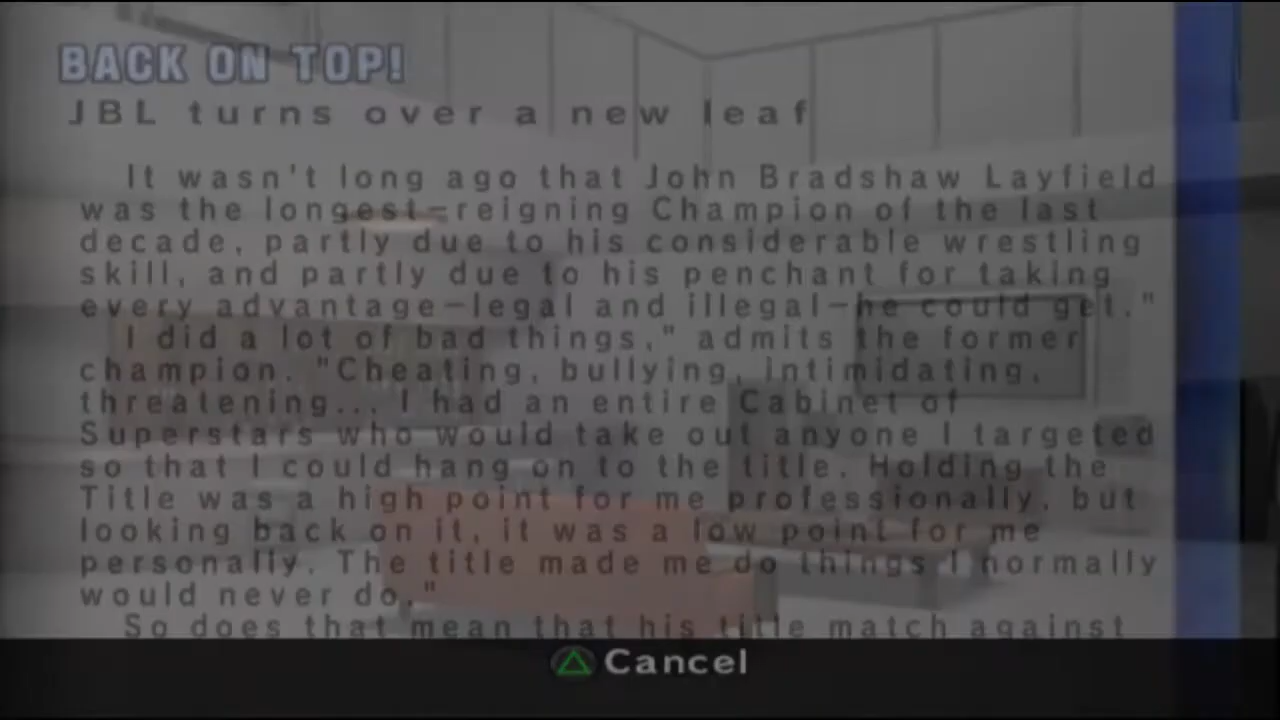 BACK ON TOP!
JBL turns over a new leaf
It wasn't long ago that John Bradshaw Layfield
was the longest-reigning Champion of the last
decade, partly due to his considerable wrestling
skill, and partly due to his penchant for taking
every advantage-legal and illegal-he could get."
I did a lot of bad things," admits the former
champion. "Cheating, bullying, intimidating,
threatening... I had an entire Cabinet of
Superstars who would take out anyone I targeted
so that I could hang on to the title. Holding the
Title was a high point for me professionally, but
looking back on it, it was a low point for me
personally. The title made me do things I normally
would never do."
So does that mean that his title match against
Cancel